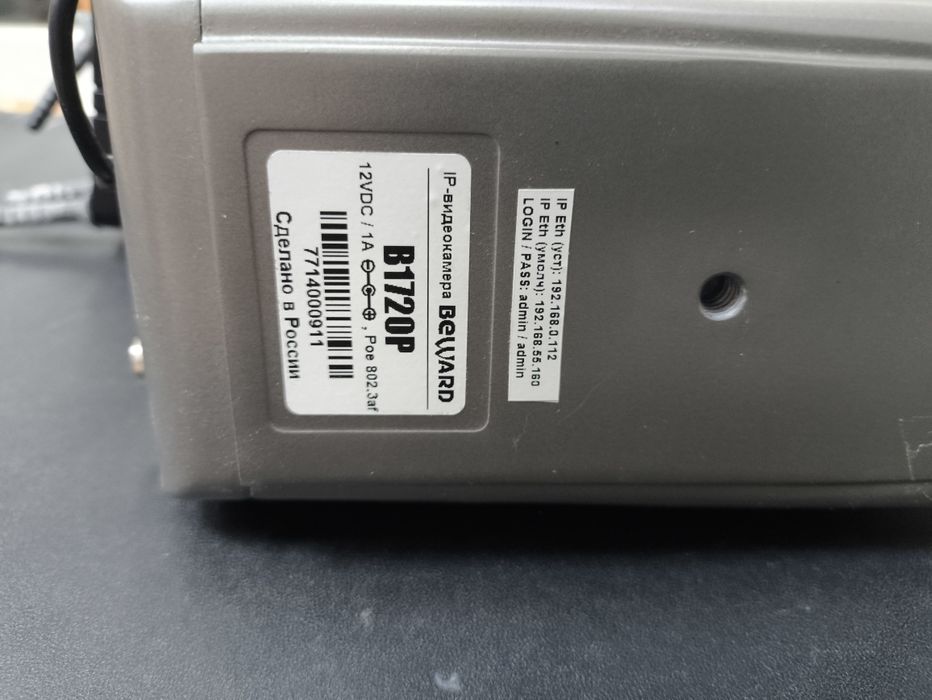 IP-видеокамера BEWARD
B1720P
12VDC / 1A , Poe 802.3af
7714000911
Сделано в России
IP Eth (уст): 192.168.0.112
IP Eth (умолч): 192.168.55.160
LOGIN / PASS: admin / admin